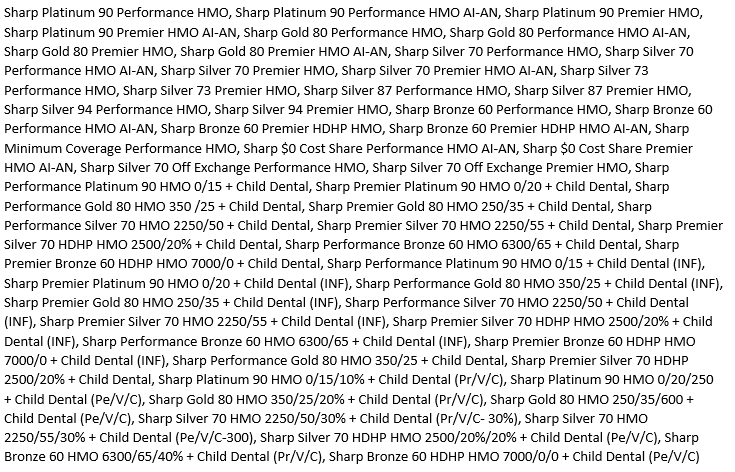 Sharp Platinum 90 Performance HMO, Sharp Platinum 90 Performance HMO AI-AN, Sharp Platinum 90 Premier HMO,
Sharp Platinum 90 Premier HMO AI-AN, Sharp Gold 80 Performance HMO, Sharp Gold 80 Performance HMO AI-AN,
Sharp Gold 80 Premier HMO, Sharp Gold 80 Premier HMO AI-AN, Sharp Silver 70 Performance HMO, Sharp Silver 70
Performance HMO AI-AN, Sharp Silver 70 Premier HMO, Sharp Silver 70 Premier HMO AI-AN, Sharp Silver 73
Performance HMO, Sharp Silver 73 Premier HMO, Sharp Silver 87 Performance HMO, Sharp Silver 87 Premier HMO,
Sharp Silver 94 Performance HMO, Sharp Silver 94 Premier HMO, Sharp Bronze 60 Performance HMO, Sharp Bronze 60
Performance HMO AI-AN, Sharp Bronze 60 Premier HDHP HMO, Sharp Bronze 60 Premier HDHP HMO AI-AN, Sharp
Minimum Coverage Performance HMO, Sharp $0 Cost Share Performance HMO AI-AN, Sharp $0 Cost Share Premier
HMO AI-AN, Sharp Silver 70 Off Exchange Performance HMO, Sharp Silver 70 Off Exchange Premier HMO, Sharp
Performance Platinum 90 HMO 0/15 + Child Dental, Sharp Premier Platinum 90 HMO 0/20 + Child Dental, Sharp
Performance Gold 80 HMO 350 /25 + Child Dental, Sharp Premier Gold 80 HMO 250/35 + Child Dental, Sharp
Performance Silver 70 HMO 2250/50 + Child Dental, Sharp Premier Silver 70 HMO 2250/55 + Child Dental, Sharp Premier
Silver 70 HDHP HMO 2500/20% + Child Dental, Sharp Performance Bronze 60 HMO 6300/65 + Child Dental, Sharp
Premier Bronze 60 HDHP HMO 7000/0 + Child Dental, Sharp Performance Platinum 90 HMO 0/15 + Child Dental (INF),
Sharp Premier Platinum 90 HMO 0/20 + Child Dental (INF), Sharp Performance Gold 80 HMO 350/25 + Child Dental (INF),
Sharp Premier Gold 80 HMO 250/35 + Child Dental (INF), Sharp Performance Silver 70 HMO 2250/50 + Child Dental
(INF), Sharp Premier Silver 70 HMO 2250/55 + Child Dental (INF), Sharp Premier Silver 70 HDHP HMO 2500/20% + Child
Dental (INF), Sharp Performance Bronze 60 HMO 6300/65 + Child Dental (INF), Sharp Premier Bronze 60 HDHP HMO
7000/0 + Child Dental (INF), Sharp Performance Gold 80 HMO 350/25 + Child Dental, Sharp Premier Silver 70 HDHP
2500/20% + Child Dental, Sharp Platinum 90 HMO 0/15/10% + Child Dental (Pr/V/C), Sharp Platinum 90 HMO 0/20/250
+ Child Dental (Pe/V/C), Sharp Gold 80 HMO 350/25/20% + Child Dental (Pr/V/C), Sharp Gold 80 HMO 250/35/600 +
Child Dental (Pe/V/C), Sharp Silver 70 HMO 2250/50/30% + Child Dental (Pr/V/C- 30%), Sharp Silver 70 HMO
2250/55/30% + Child Dental (Pe/V/C-300), Sharp Silver 70 HDHP HMO 2500/20%/20% + Child Dental (Pe/V/C), Sharp
Bronze 60 HMO 6300/65/40% + Child Dental (Pr/V/C), Sharp Bronze 60 HDHP HMO 7000/0/0 + Child Dental (Pe/V/C)